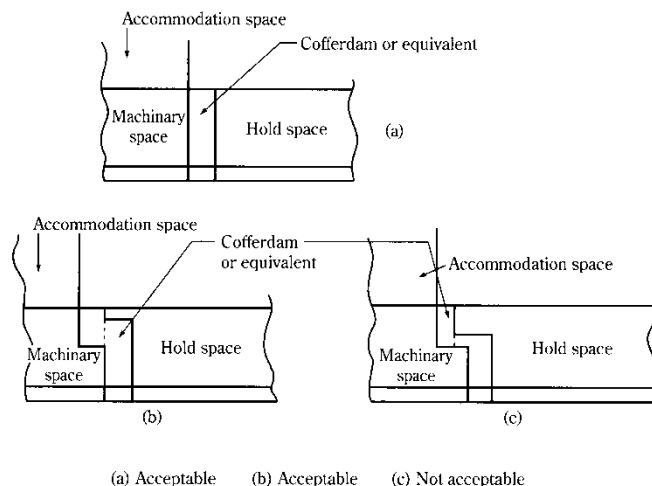 Accommodation space
Cofferdam or equivalent
Machinary
space
Hold space
(a)
Accommodation space
Cofferdam
or equivalent
Accommodation space
Machinary
space
Hold space
Machinary
space
Hold space
(b)
(c)
(a) Acceptable (b) Acceptable (c) Not acceptable